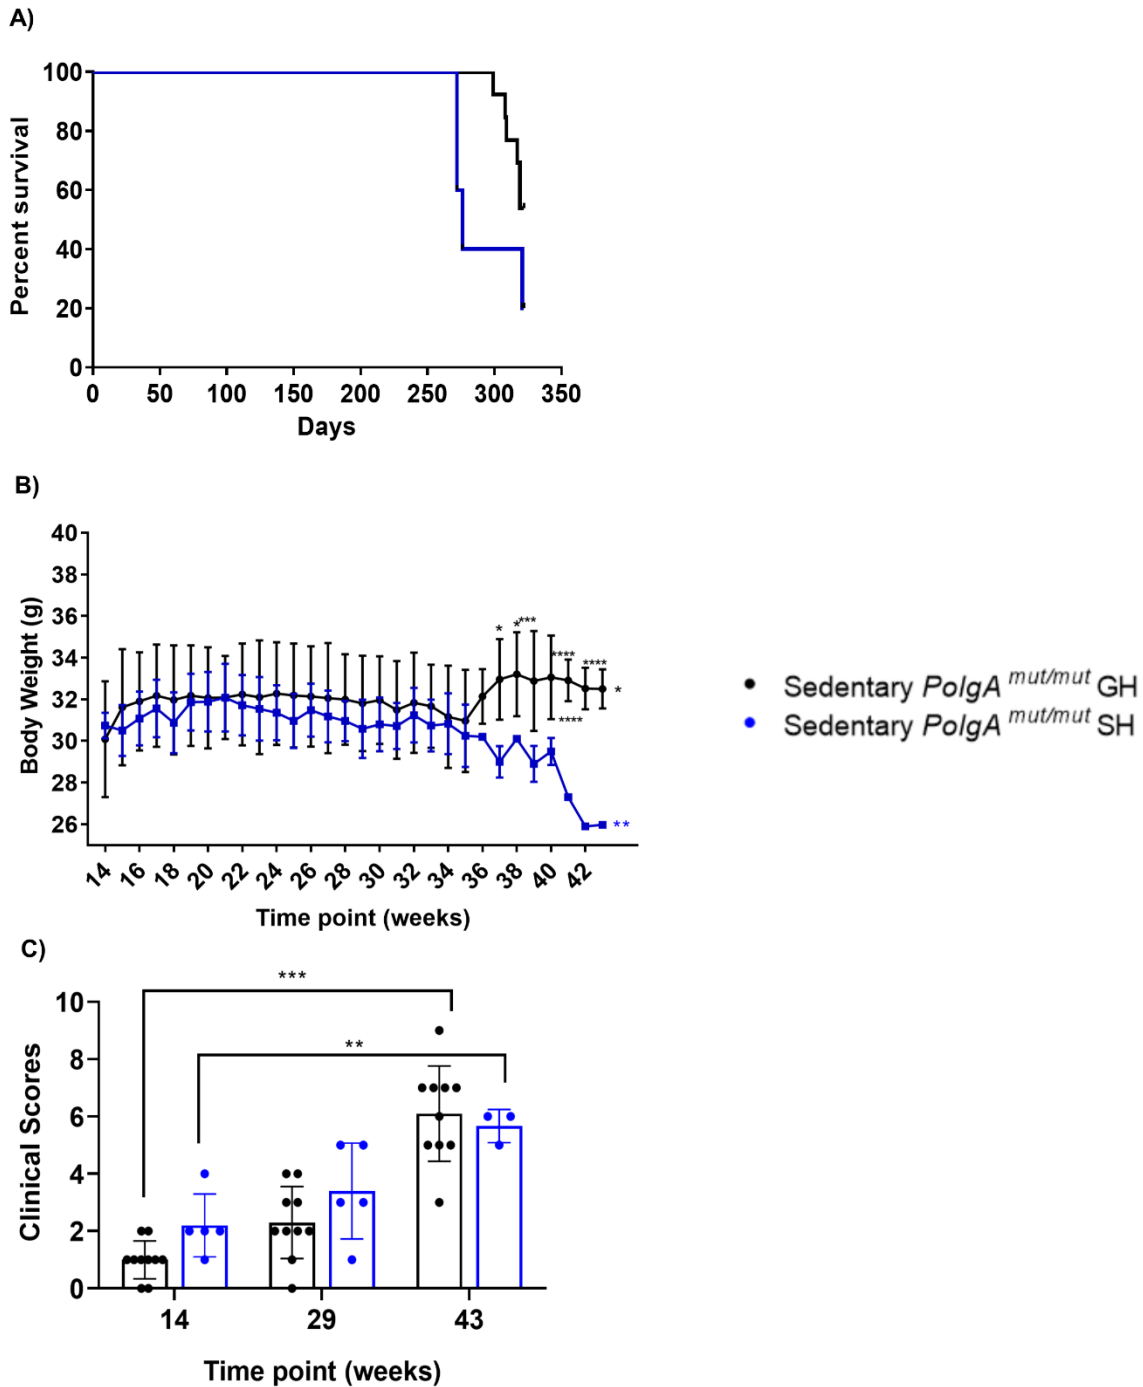 A)
100
80
60
40
20
0
Percent survival
0 50 100 150 200 250 300 350
Days
B)
40
38
36
34
32
30
28
26
Body Weight (g)
* * *** **** **** *
****
**
14 16 18 20 22 24 26 28 30 32 34 36 38 40 42
Time point (weeks)
Sedentary PolgA mut/mut GH
Sedentary PolgA mut/mut SH
C)
***
**
10
8
6
4
2
0
Clinical Scores
14 29 43
Time point (weeks)